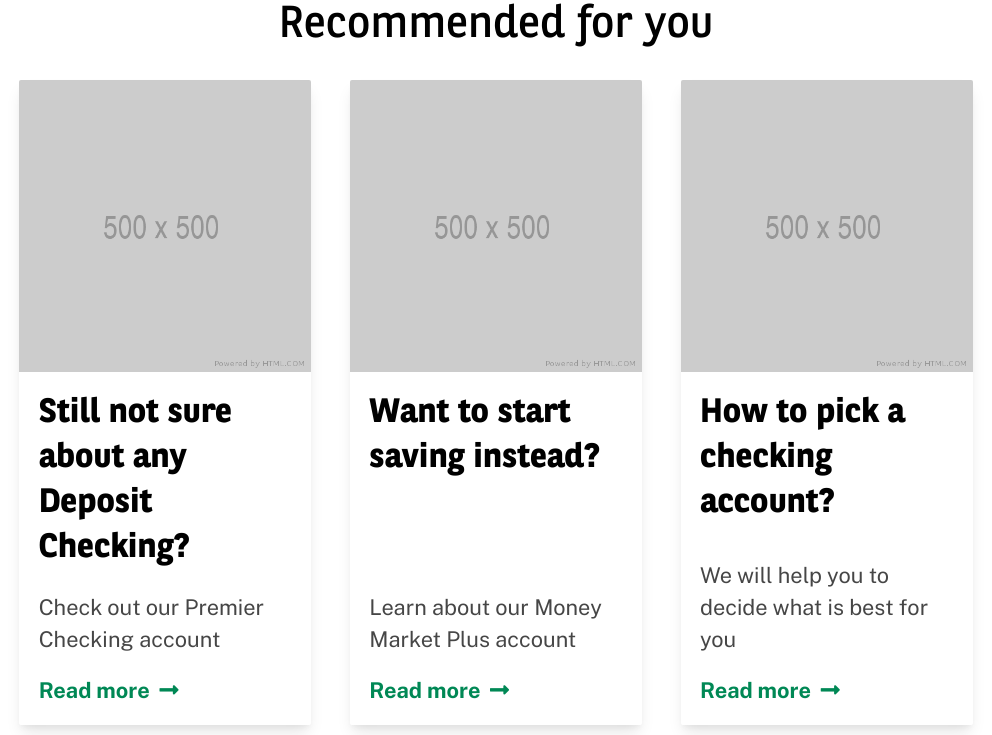 Recommended for you
500 x 500
Powered by HTML.COM
500 x 500
Powered by HTML.COM
500 x 500
Powered by HTML.COM
Still not sure
about any
Deposit
Checking?
Check out our Premier
Checking account
Read more
Want to start
saving instead?
Learn about our Money
Market Plus account
Read more
How to pick a
checking
account?
We will help you to
decide what is best for
you
Read more